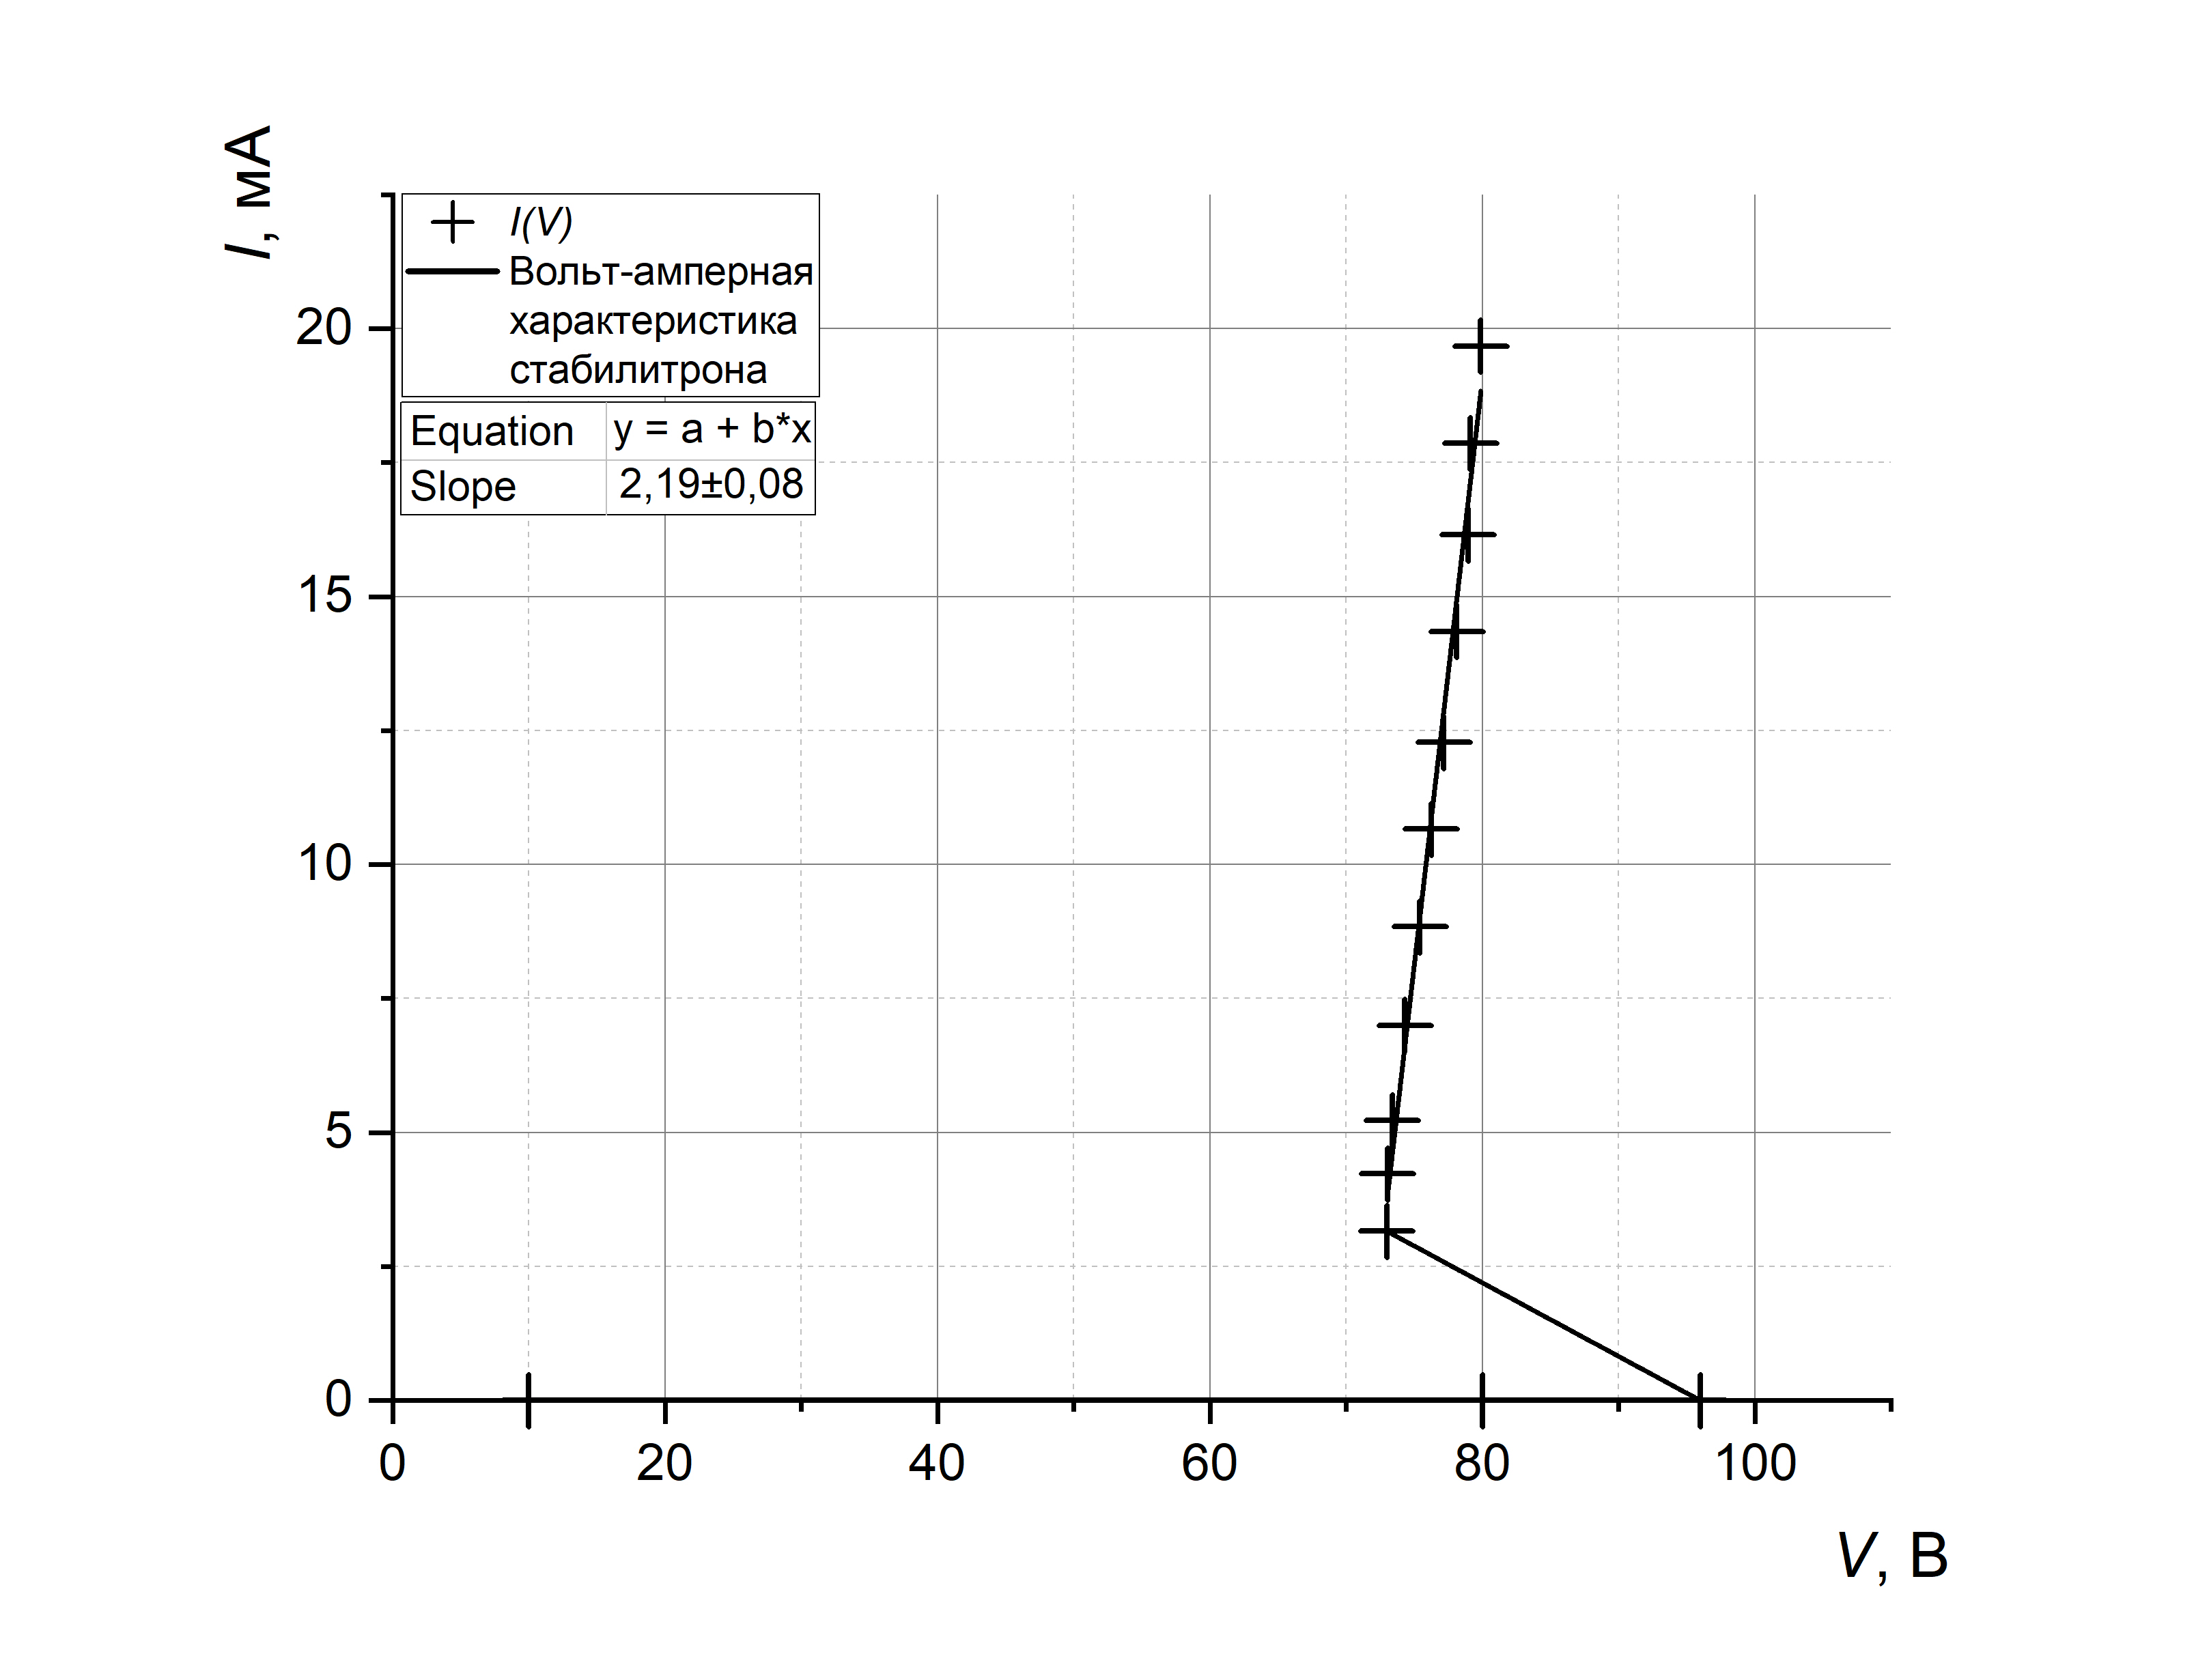 I, мА
I(V)
Вольт-амперная
характеристика
стабилитрона
Equation y = a + b*x
Slope 2,19±0,08
20
15
10
5
0
0 20 40 60 80 100
V, В